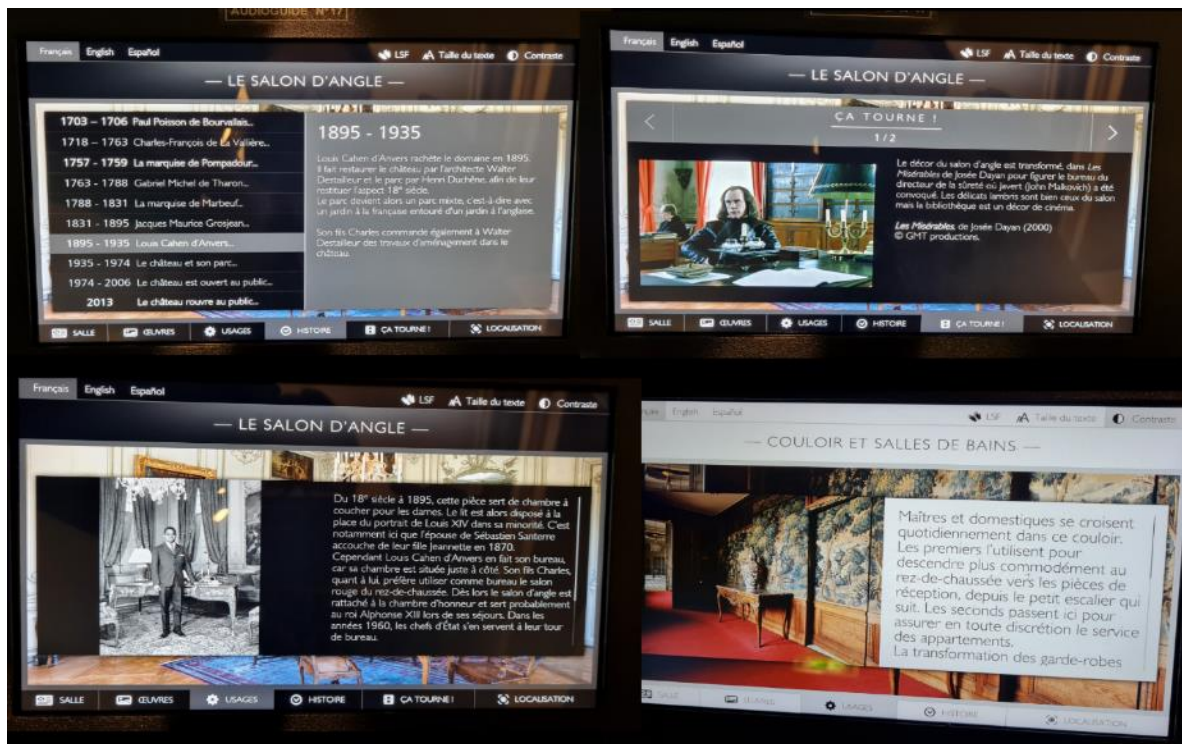 AUDIOGUIDE N°17
Français English Español
LSF AA Taille du texte Contraste
— LE SALON D'ANGLE —
1703 – 1706 Paul Poisson de Bourvallais...
1718 – 1763 Charles-François de La Vallière...
1757 - 1759 La marquise de Pompadour...
1763 - 1788 Gabriel Michel de Tharon...
1788 - 1831 La marquise de Marbeuf...
1831 - 1895 Jacques Maurice Grosjean...
1895 - 1935 Louis Cahen d'Anvers...
1935 - 1974 Le château et son parc...
1974 - 2006 Le château est ouvert au public...
2013 Le château rouvre au public...
1895 - 1935
Louis Cahen d'Anvers rachète le domaine en 1895.
Il fait restaurer le château par l'architecte Walter
Destailleur et le parc par Henri Duchêne, afin de leur
restituer l'aspect 18e siècle.
Le parc devient alors un parc mixte, c'est-à-dire avec
un jardin à la française entouré d'un jardin à l'anglaise.
Son fils Charles commande également à Walter
Destailleur des travaux d'aménagement dans le
château.
SALLE ŒUVRES USAGES HISTOIRE ÇA TOURNE ! LOCALISATION
Français English Español
LSF AA Taille du texte Contraste
— LE SALON D'ANGLE —
ÇA TOURNE !
1/2
Le décor du salon d'angle est transformé, dans Les
Misérables de Josée Dayan pour figurer le bureau du
directeur de la sûreté où Javert (John Malkovich) a été
convoqué. Les délicats lambris sont bien ceux du salon
mais la bibliothèque est un décor de cinéma.
Les Misérables, de Josée Dayan (2000)
© GMT productions.
SALLE ŒUVRES USAGES HISTOIRE ÇA TOURNE ! LOCALISATION
Français English Español
LSF AA Taille du texte Contraste
— LE SALON D'ANGLE —
Du 18e siècle à 1895, cette pièce sert de chambre à
coucher pour les dames. Le lit est alors disposé à la
place du portrait de Louis XIV dans sa minorité. C'est
notamment ici que l'épouse de Sébastien Santerre
accouche de leur fille Jeannette en 1870.
Cependant Louis Cahen d'Anvers en fait son bureau,
car sa chambre est située juste à côté. Son fils Charles,
quant à lui, préfère utiliser comme bureau le salon
rouge du rez-de-chaussée. Dès lors le salon d'angle est
rattaché à la chambre d'honneur et sert probablement
au roi Alphonse XIII lors de ses séjours. Dans les
années 1960, les chefs d'État s'en servent à leur tour
de bureau.
SALLE ŒUVRES USAGES HISTOIRE ÇA TOURNE ! LOCALISATION
English Español
LSF AA Taille du texte Contraste
— COULOIR ET SALLES DE BAINS —
Maîtres et domestiques se croisent
quotidiennement dans ce couloir.
Les premiers l'utilisent pour
descendre plus commodément au
rez-de-chaussée vers les pièces de
réception, depuis le petit escalier qui
suit. Les seconds passent ici pour
assurer en toute discrétion le service
des appartements.
La transformation des garde-robes
SALLE ŒUVRES USAGES HISTOIRE LOCALISATION